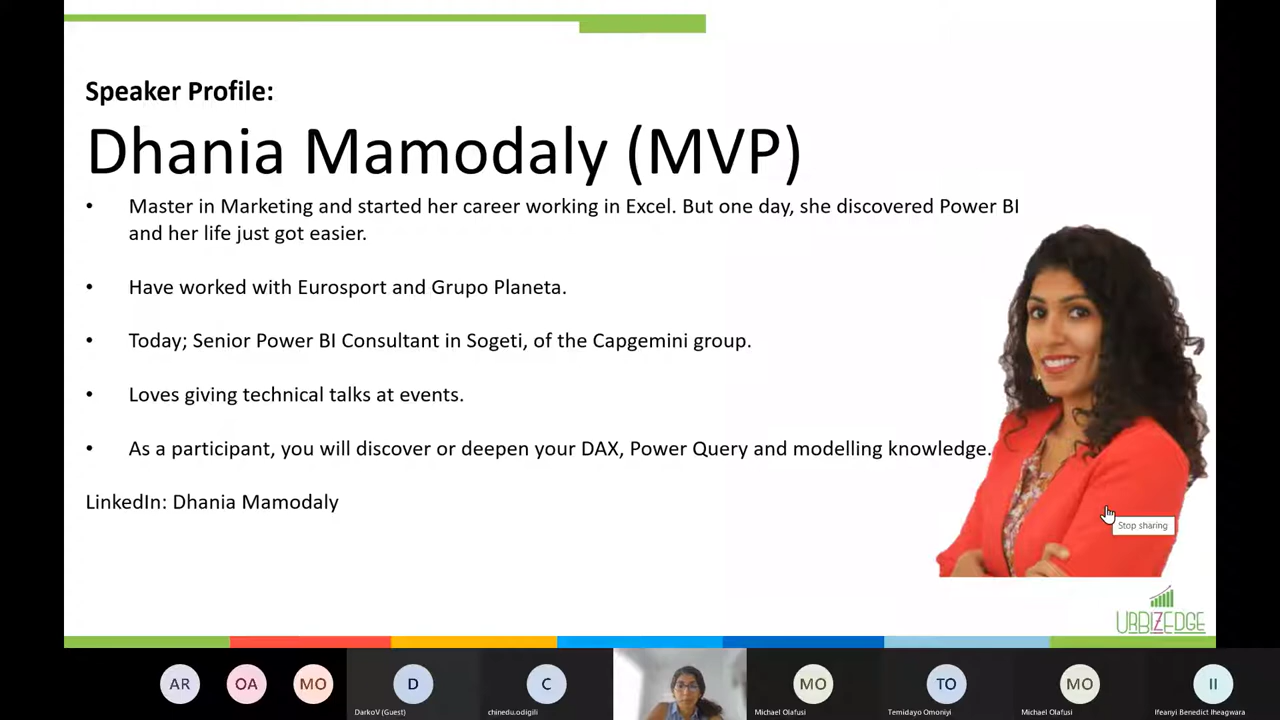 Speaker Profile:
Dhania Mamodaly (MVP)
• Master in Marketing and started her career working in Excel. But one day, she discovered Power BI
and her life just got easier.
• Have worked with Eurosport and Grupo Planeta.
• Today; Senior Power BI Consultant in Sogeti, of the Capgemini group.
• Loves giving technical talks at events.
• As a participant, you will discover or deepen your DAX, Power Query and modelling knowledge.
LinkedIn: Dhania Mamodaly
Stop sharing
URBIZEDGE
AR OA MO D C MO TO MO II
DarkoV (Guest) chinedu.odigili Michael Olafusi Temidayo Omoniyi Michael Olafusi Ifeanyi Benedict Iheagwara